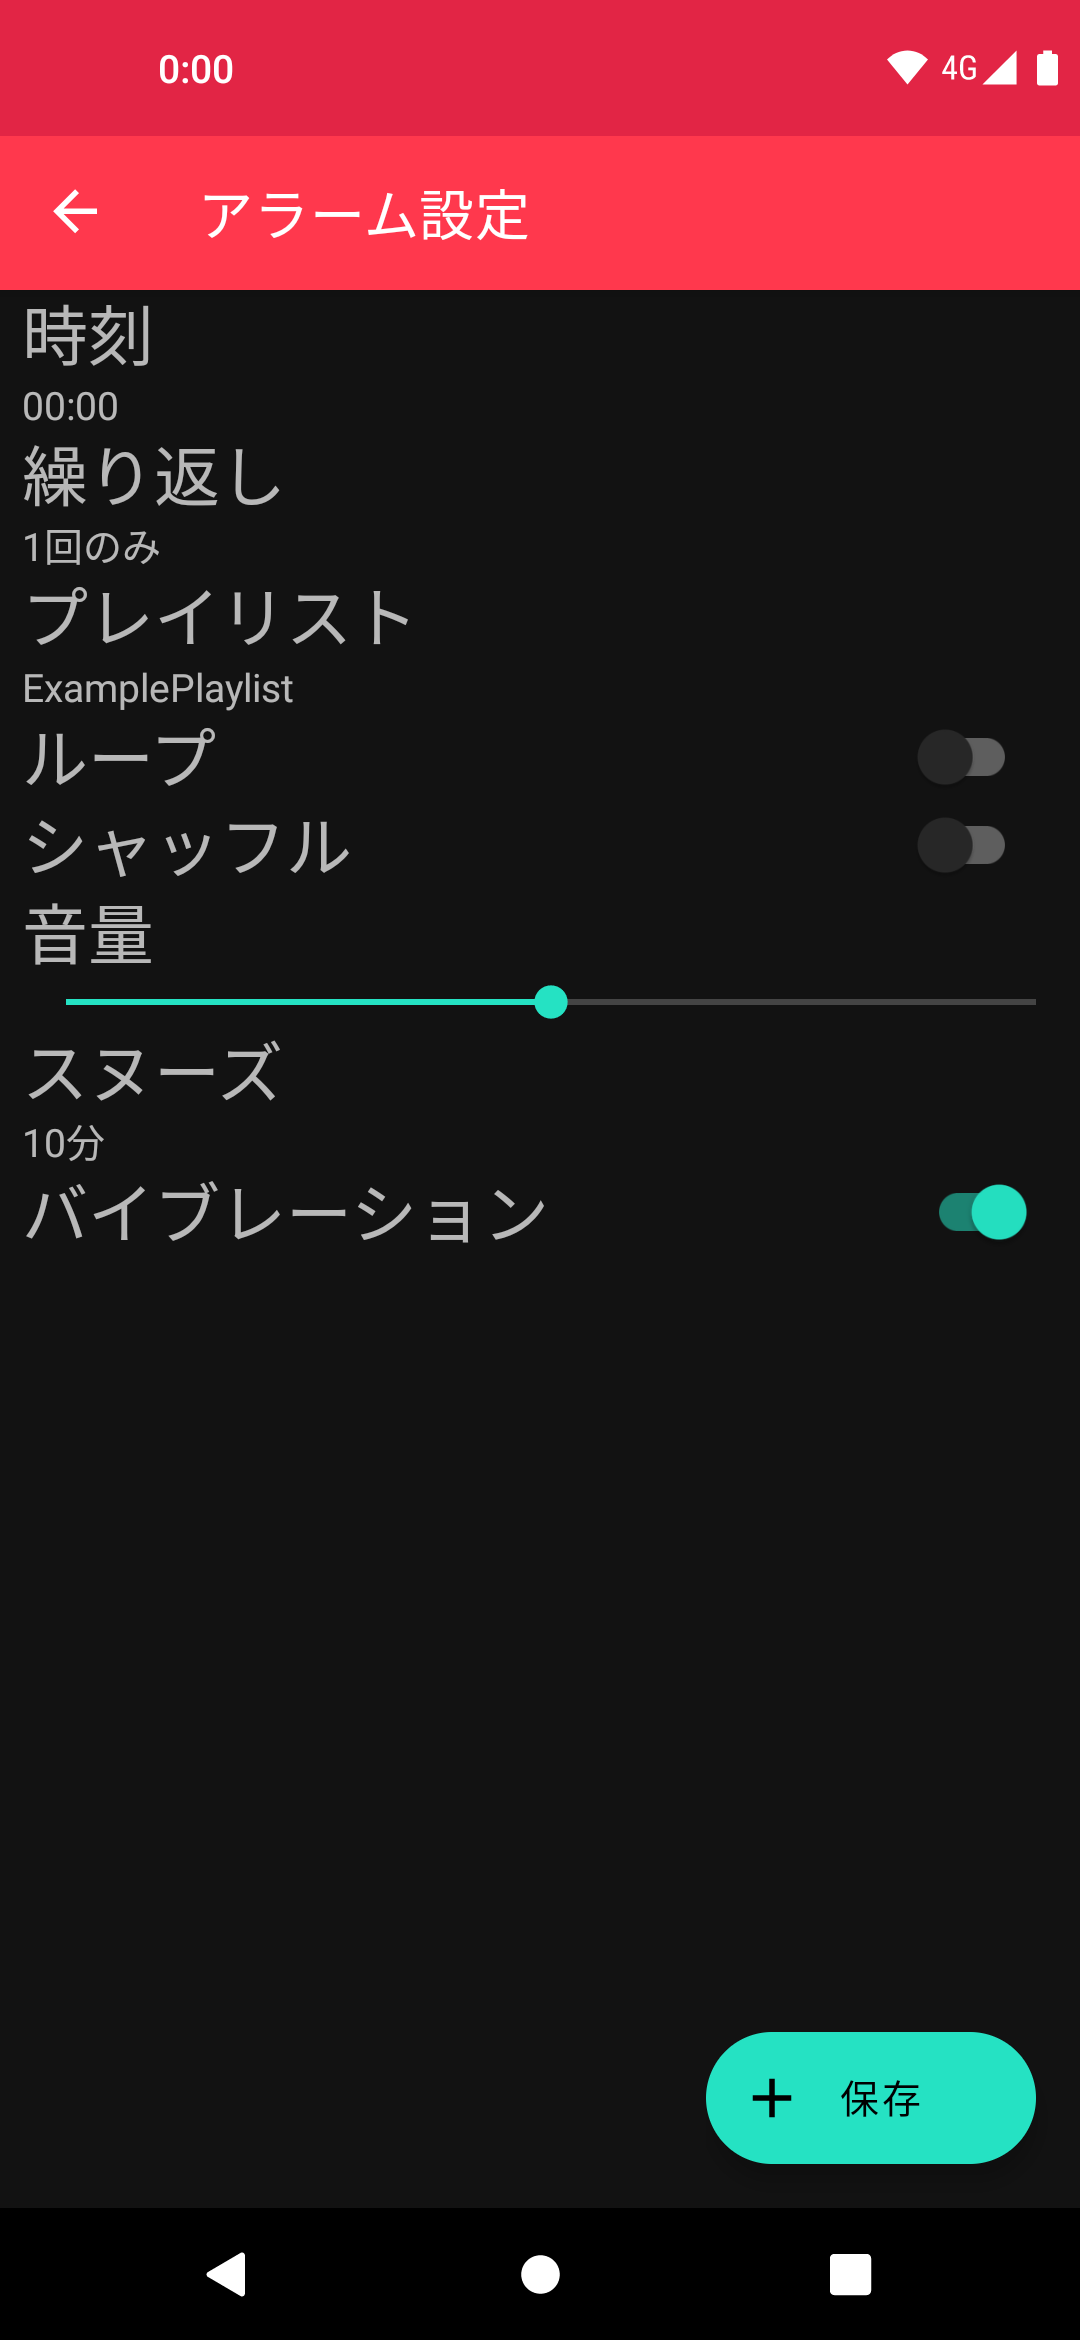 0:00
4G
アラーム設定
時刻
00:00
繰り返し
1回のみ
プレイリスト
ExamplePlaylist
ループ
シャッフル
音量
スヌーズ
10分
バイブレーション
保存